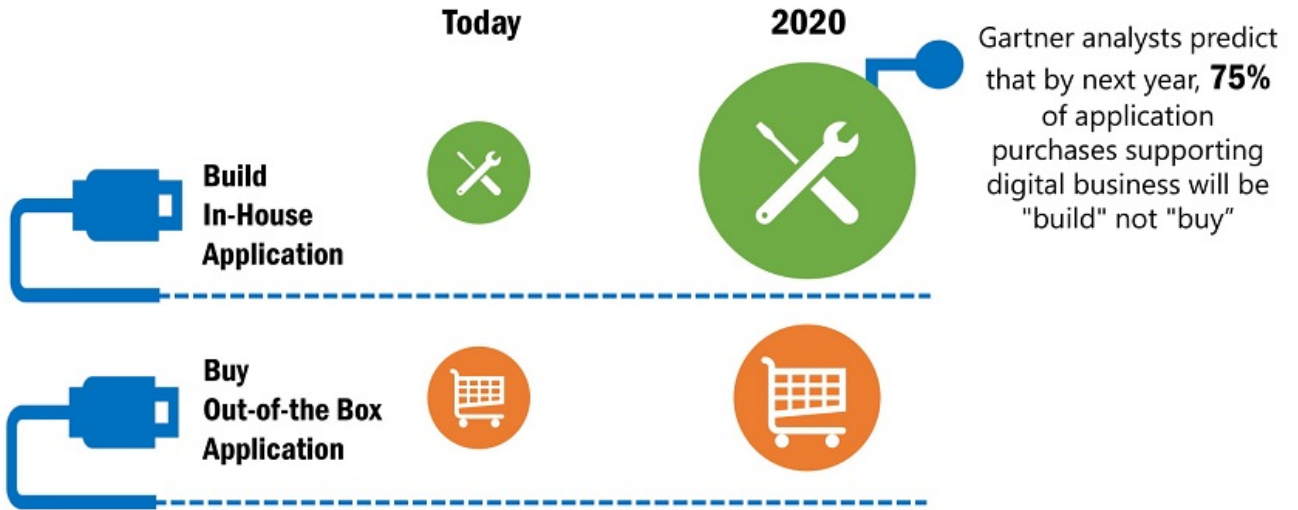 Today
2020
Gartner analysts predict
that by next year, 75%
of application
purchases supporting
digital business will be
"build" not "buy”
Build
In-House
Application
Buy
Out-of-the Box
Application